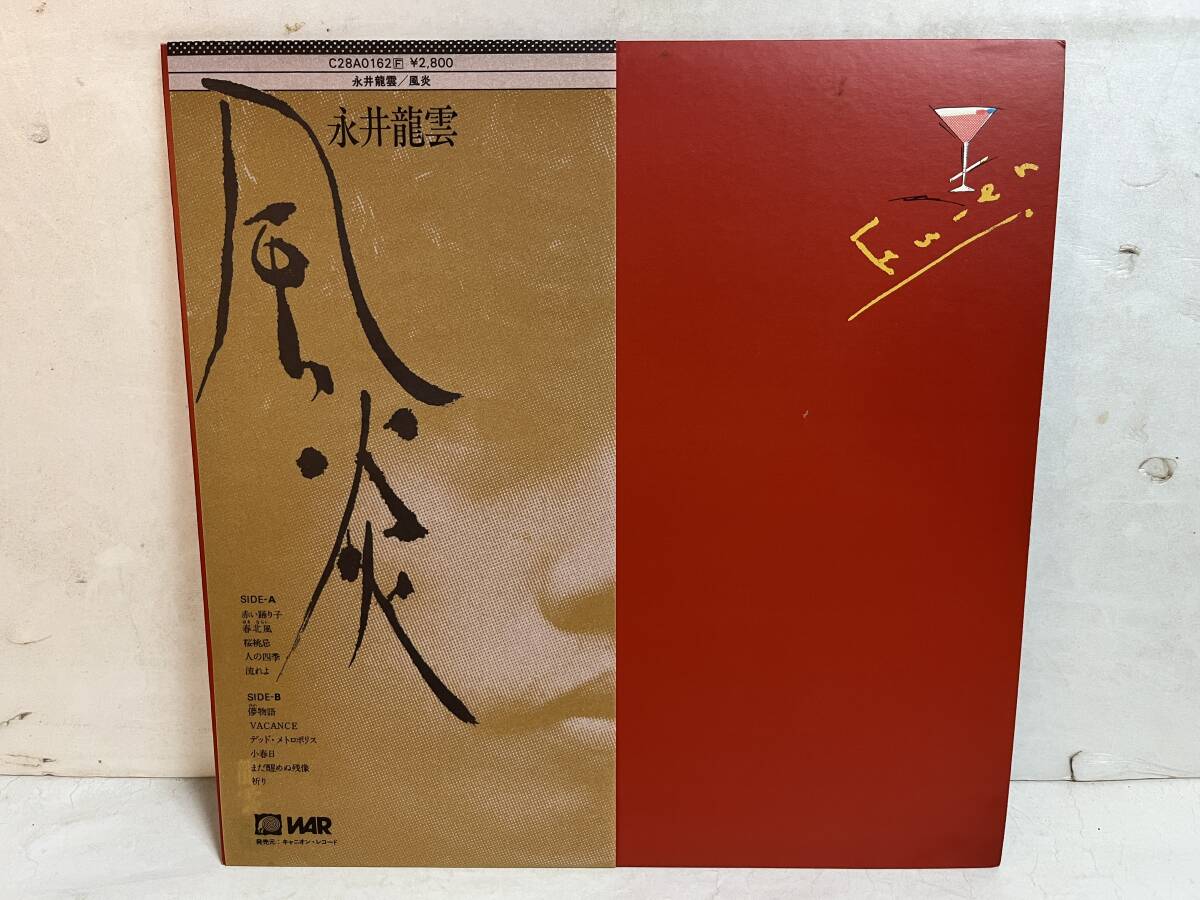 C28A0162 F ¥2,800
永井龍雲／風炎
永井龍雲
風炎
SIDE-A
赤い踊り子
春北風
桜桃忌
人の四季
流れよ
SIDE-B
儚物語
VACANCE
デッド・メトロポリス
小春日
まだ醒めぬ残像
祈り
WAR
発売元：キャニオン・レコード